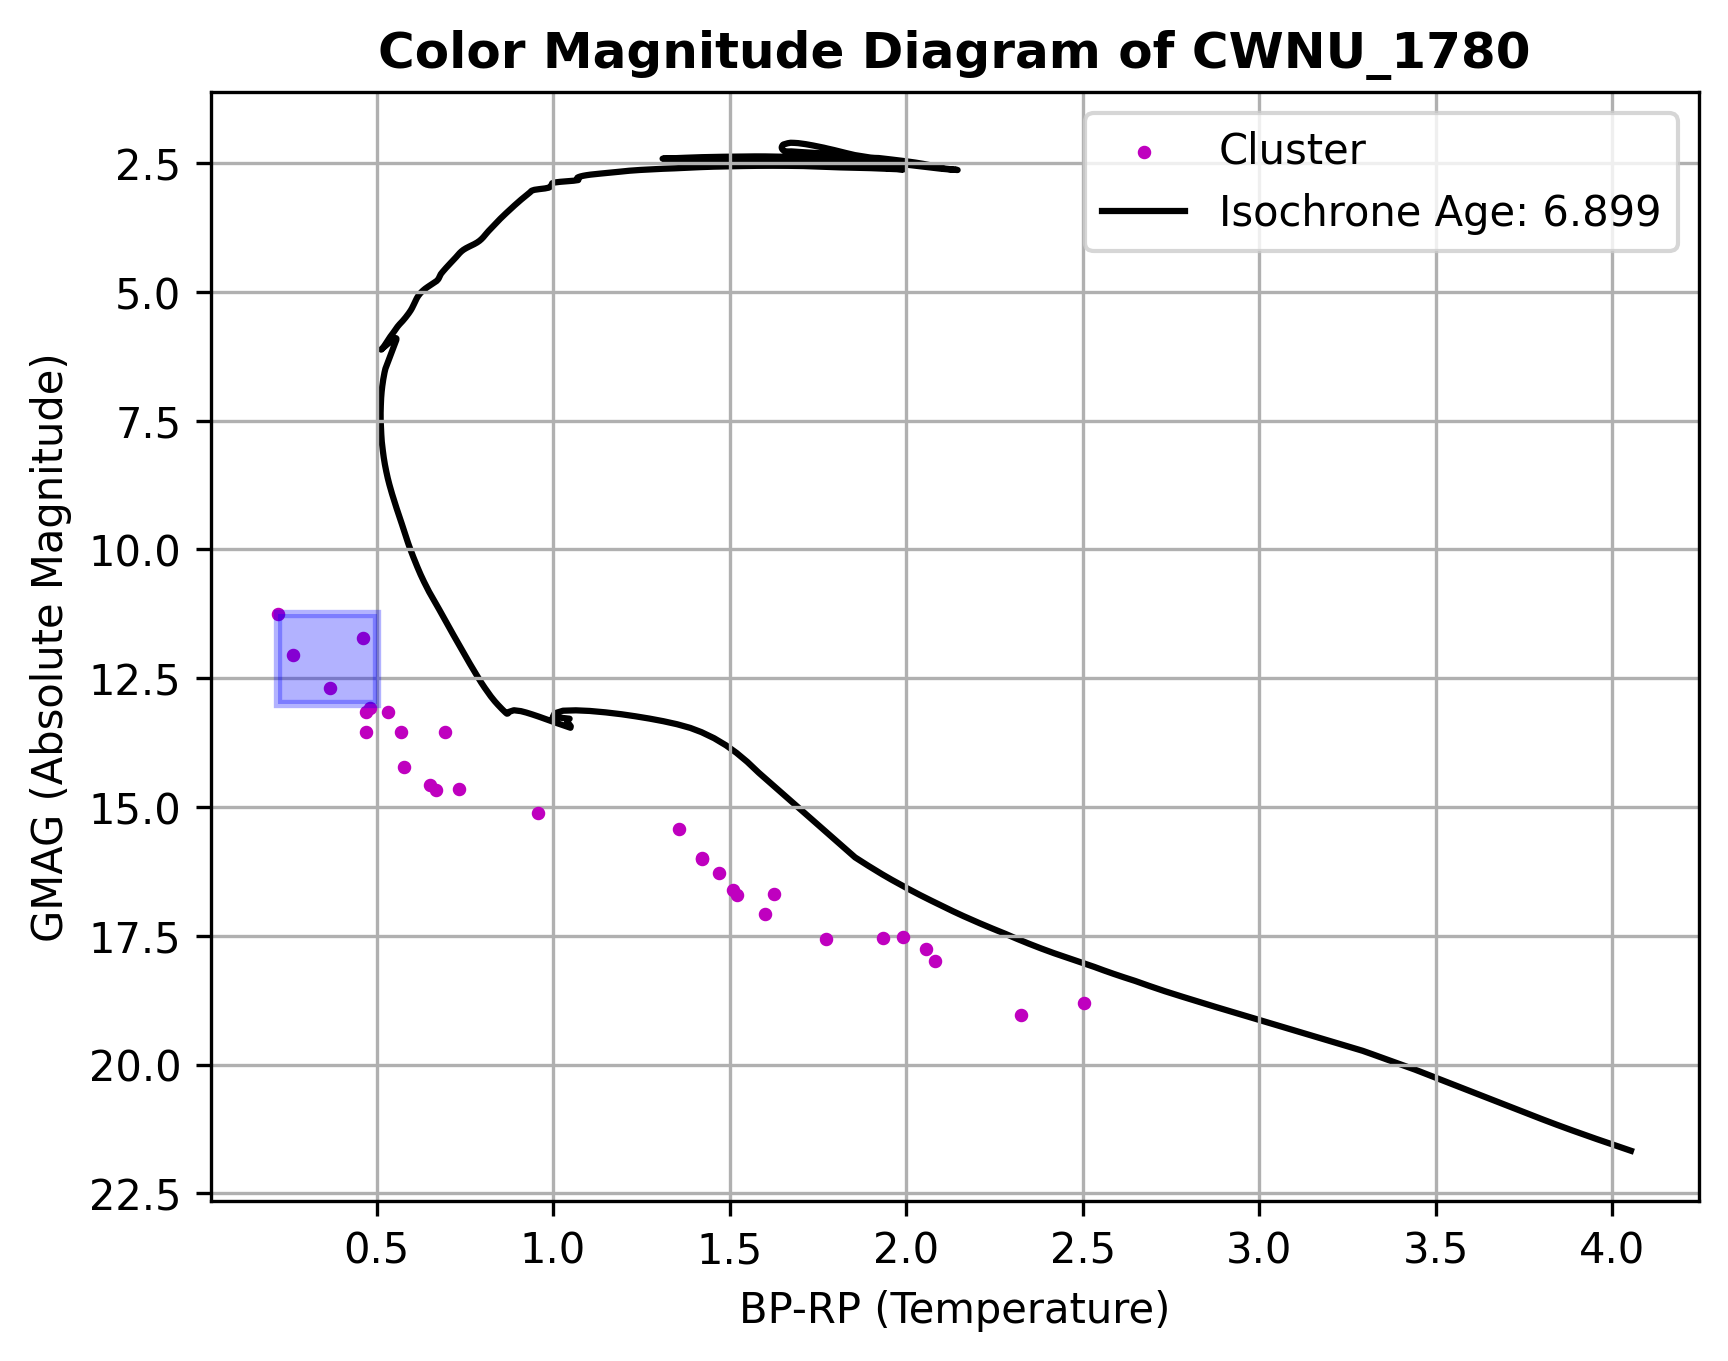 Color Magnitude Diagram of CWNU_1780
Cluster
Isochrone Age: 6.899
GMAG (Absolute Magnitude)
2.5
5.0
7.5
10.0
12.5
15.0
17.5
20.0
22.5
0.5 1.0 1.5 2.0 2.5 3.0 3.5 4.0
BP-RP (Temperature)